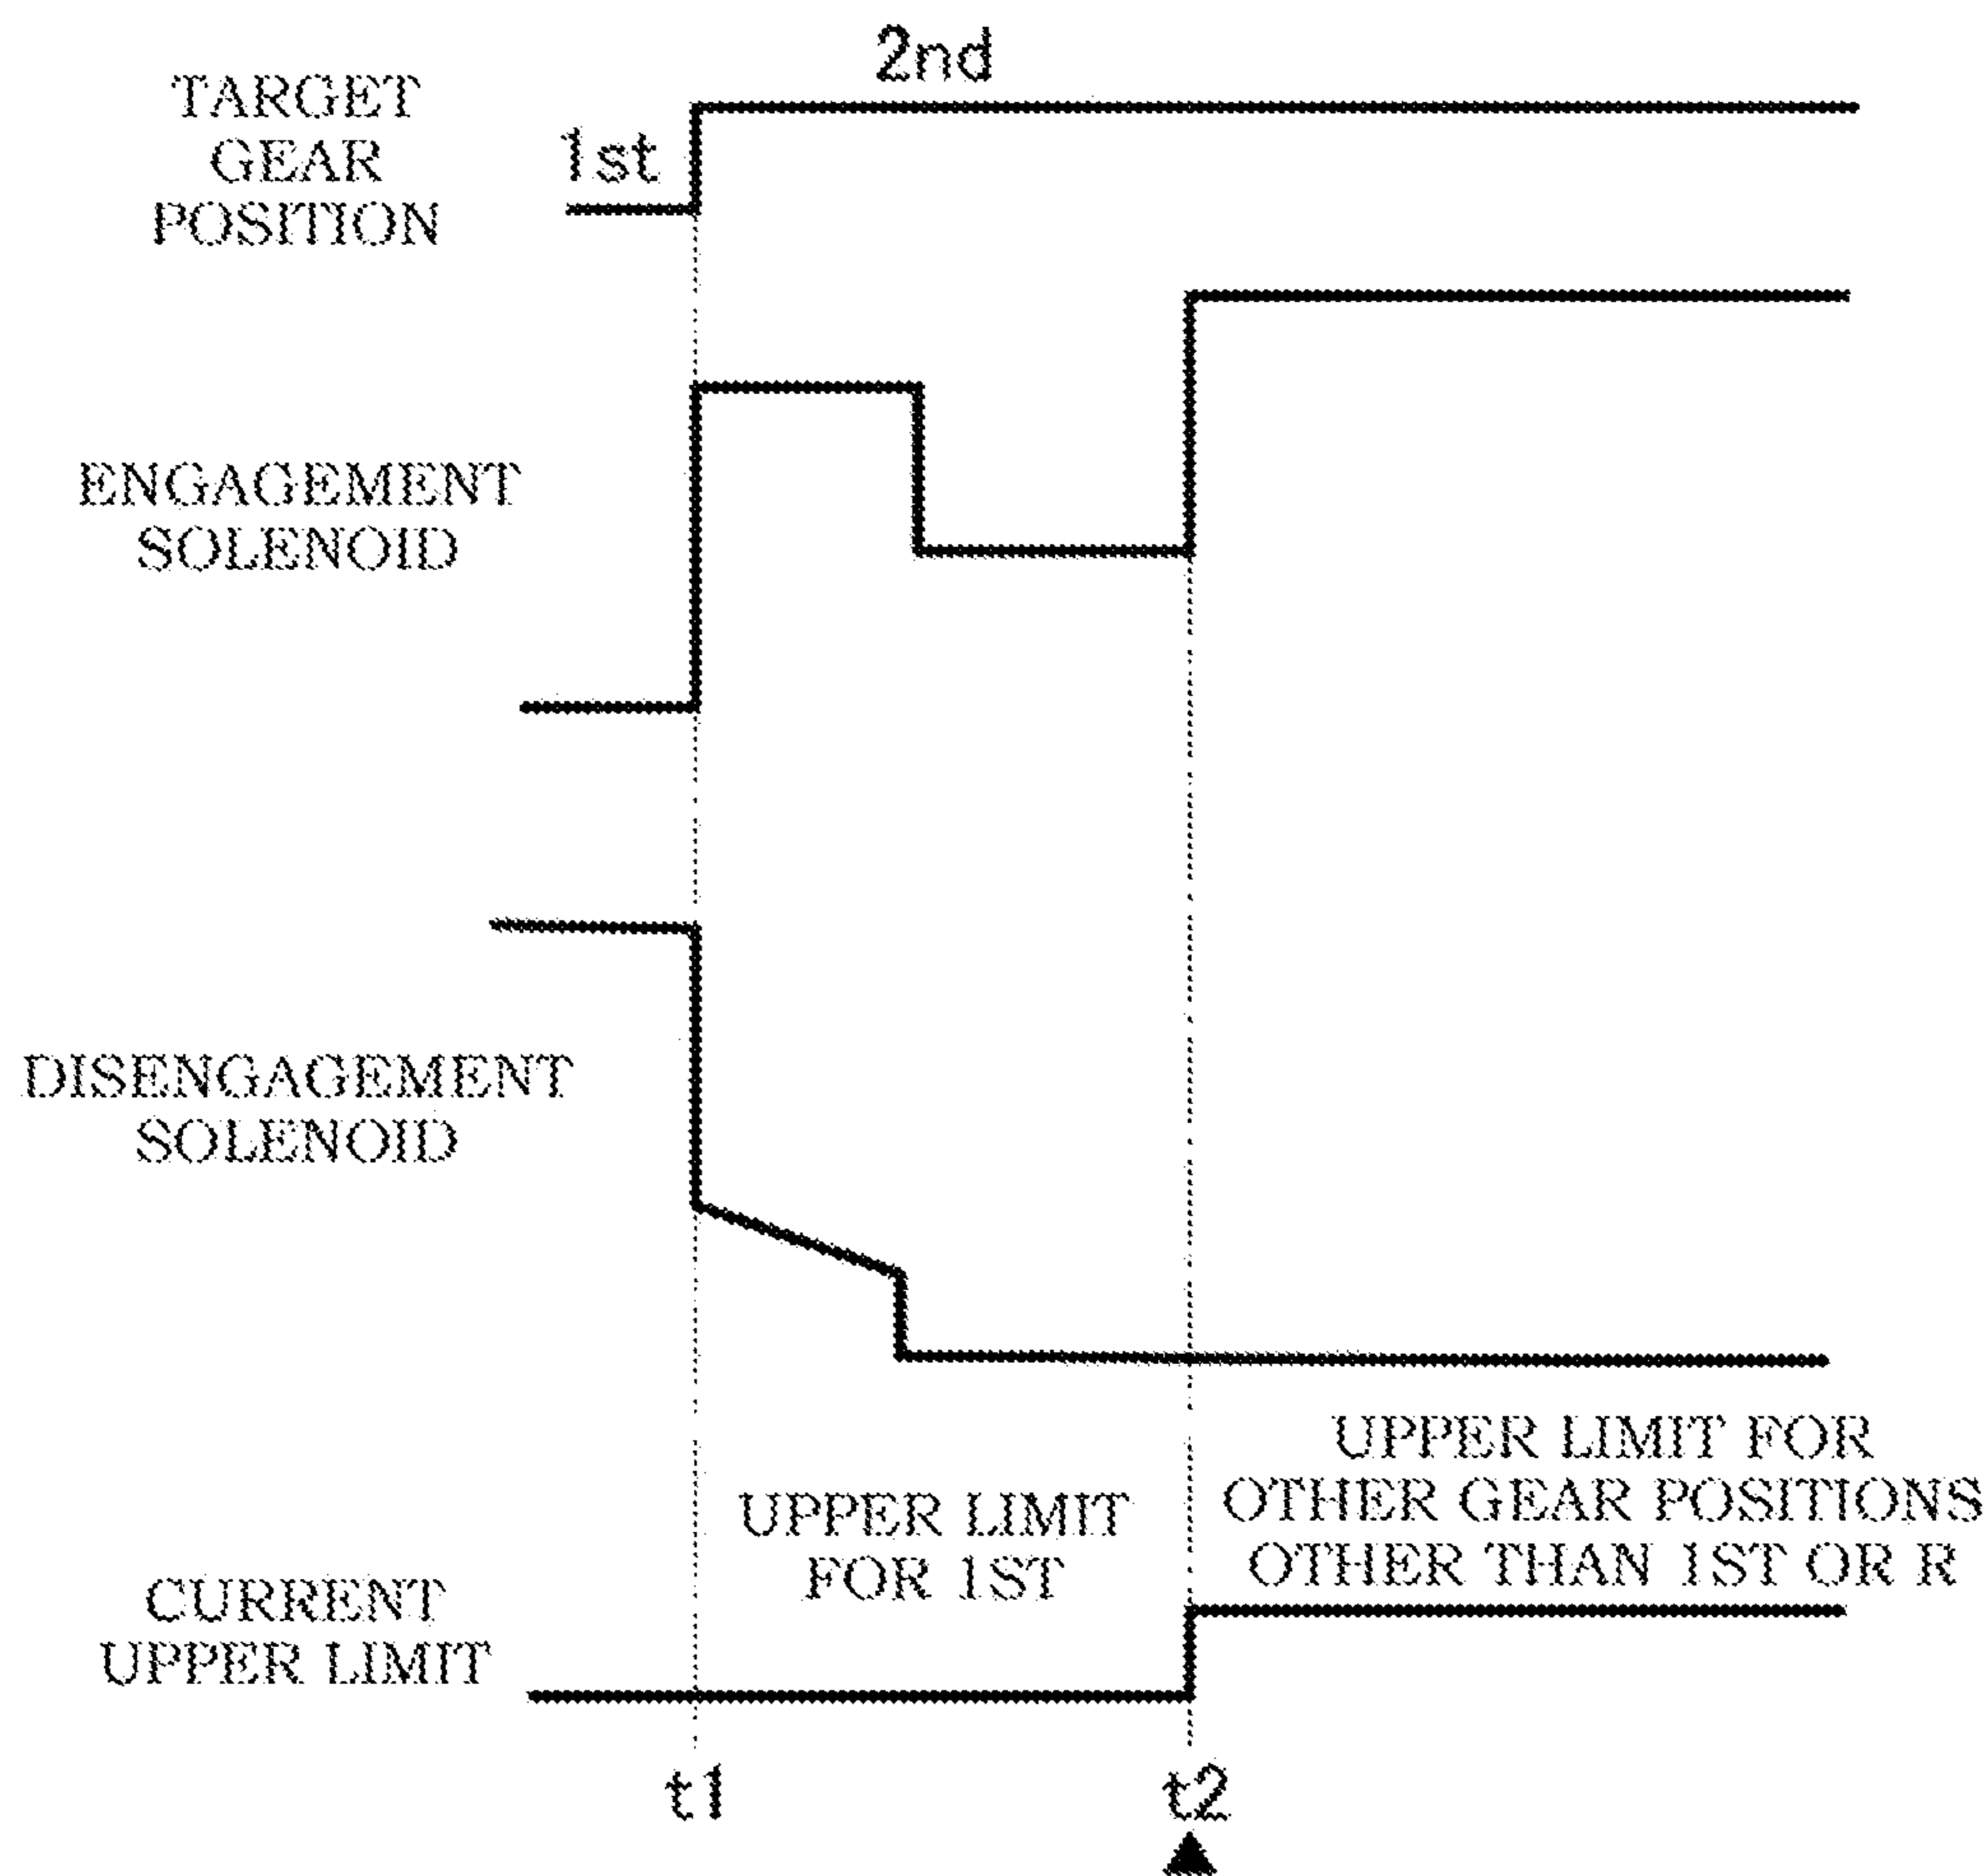 2nd
TARGET
GEAR
POSITION
1st
ENGAGEMENT
SOLENOID
DISENGAGEMENT
SOLENOID
UPPER LIMIT FOR
OTHER GEAR POSITIONS
OTHER THAN 1ST OR R
UPPER LIMIT
FOR 1ST
CURRENT
UPPER LIMIT
t1
t2